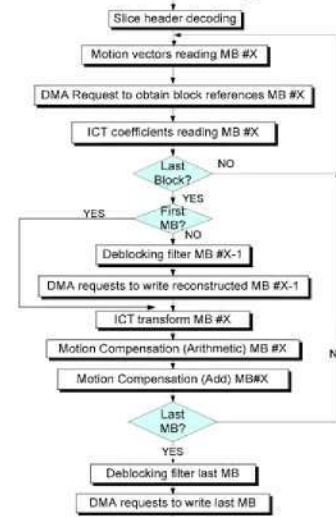 Slice header decoding
Motion vectors reading MB #X
DMA Request to obtain block references MB #X
ICT coefficients reading MB #X
Last
Block?
NO
YES
First
MB?
YES
NO
Deblocking filter MB #X-1
DMA requests to write reconstructed MB #X-1
ICT transform MB #X
Motion Compensation (Arithmetic) MB #X
Motion Compensation (Add) MB#X
Last
MB?
YES
Deblocking filter last MB
DMA requests to write last MB